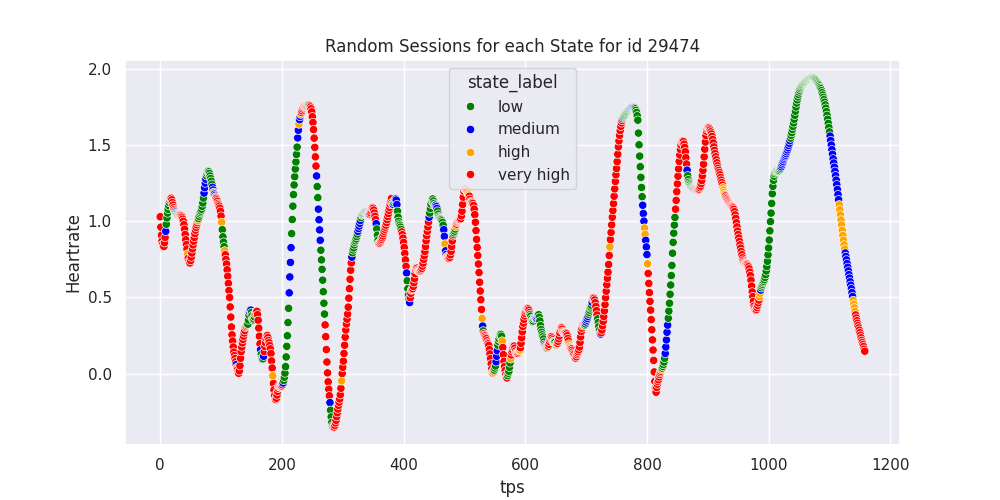 Random Sessions for each State for id 29474
Heartrate
2.0
1.5
1.0
0.5
0.0
state_label
low
medium
high
very high
0
200
400
600
800
1000
1200
tps